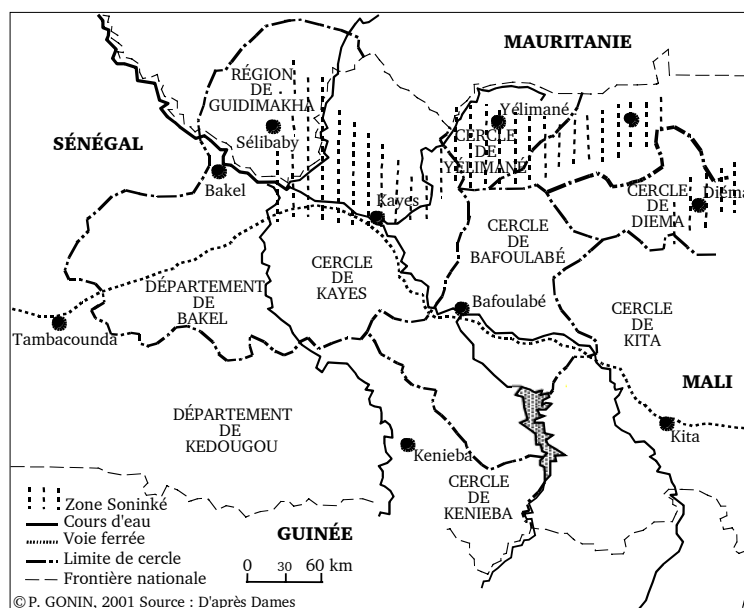 MAURITANIE
RÉGION
DE
GUIDIMAKHA
Sélibaby
SÉNÉGAL
Bakel
Yélimané
CERCLE
DE
YÉLIMANÉ
Kayes
CERCLE
DE
DIEMA
Diéma
CERCLE
DE
BAFOULABÉ
CERCLE
DE
KAYES
DÉPARTEMENT
DE
BAKEL
Bafoulabé
CERCLE
DE
KITA
Tambacounda
MALI
DÉPARTEMENT
DE
KEDOUGOU
Kita
Kenieba
CERCLE
DE
KENIEBA
GUINÉE
Zone Soninké
Cours d'eau
Voie ferrée
Limite de cercle
Frontière nationale
0 30 60 km
© P. GONIN, 2001 Source : D'après Dames